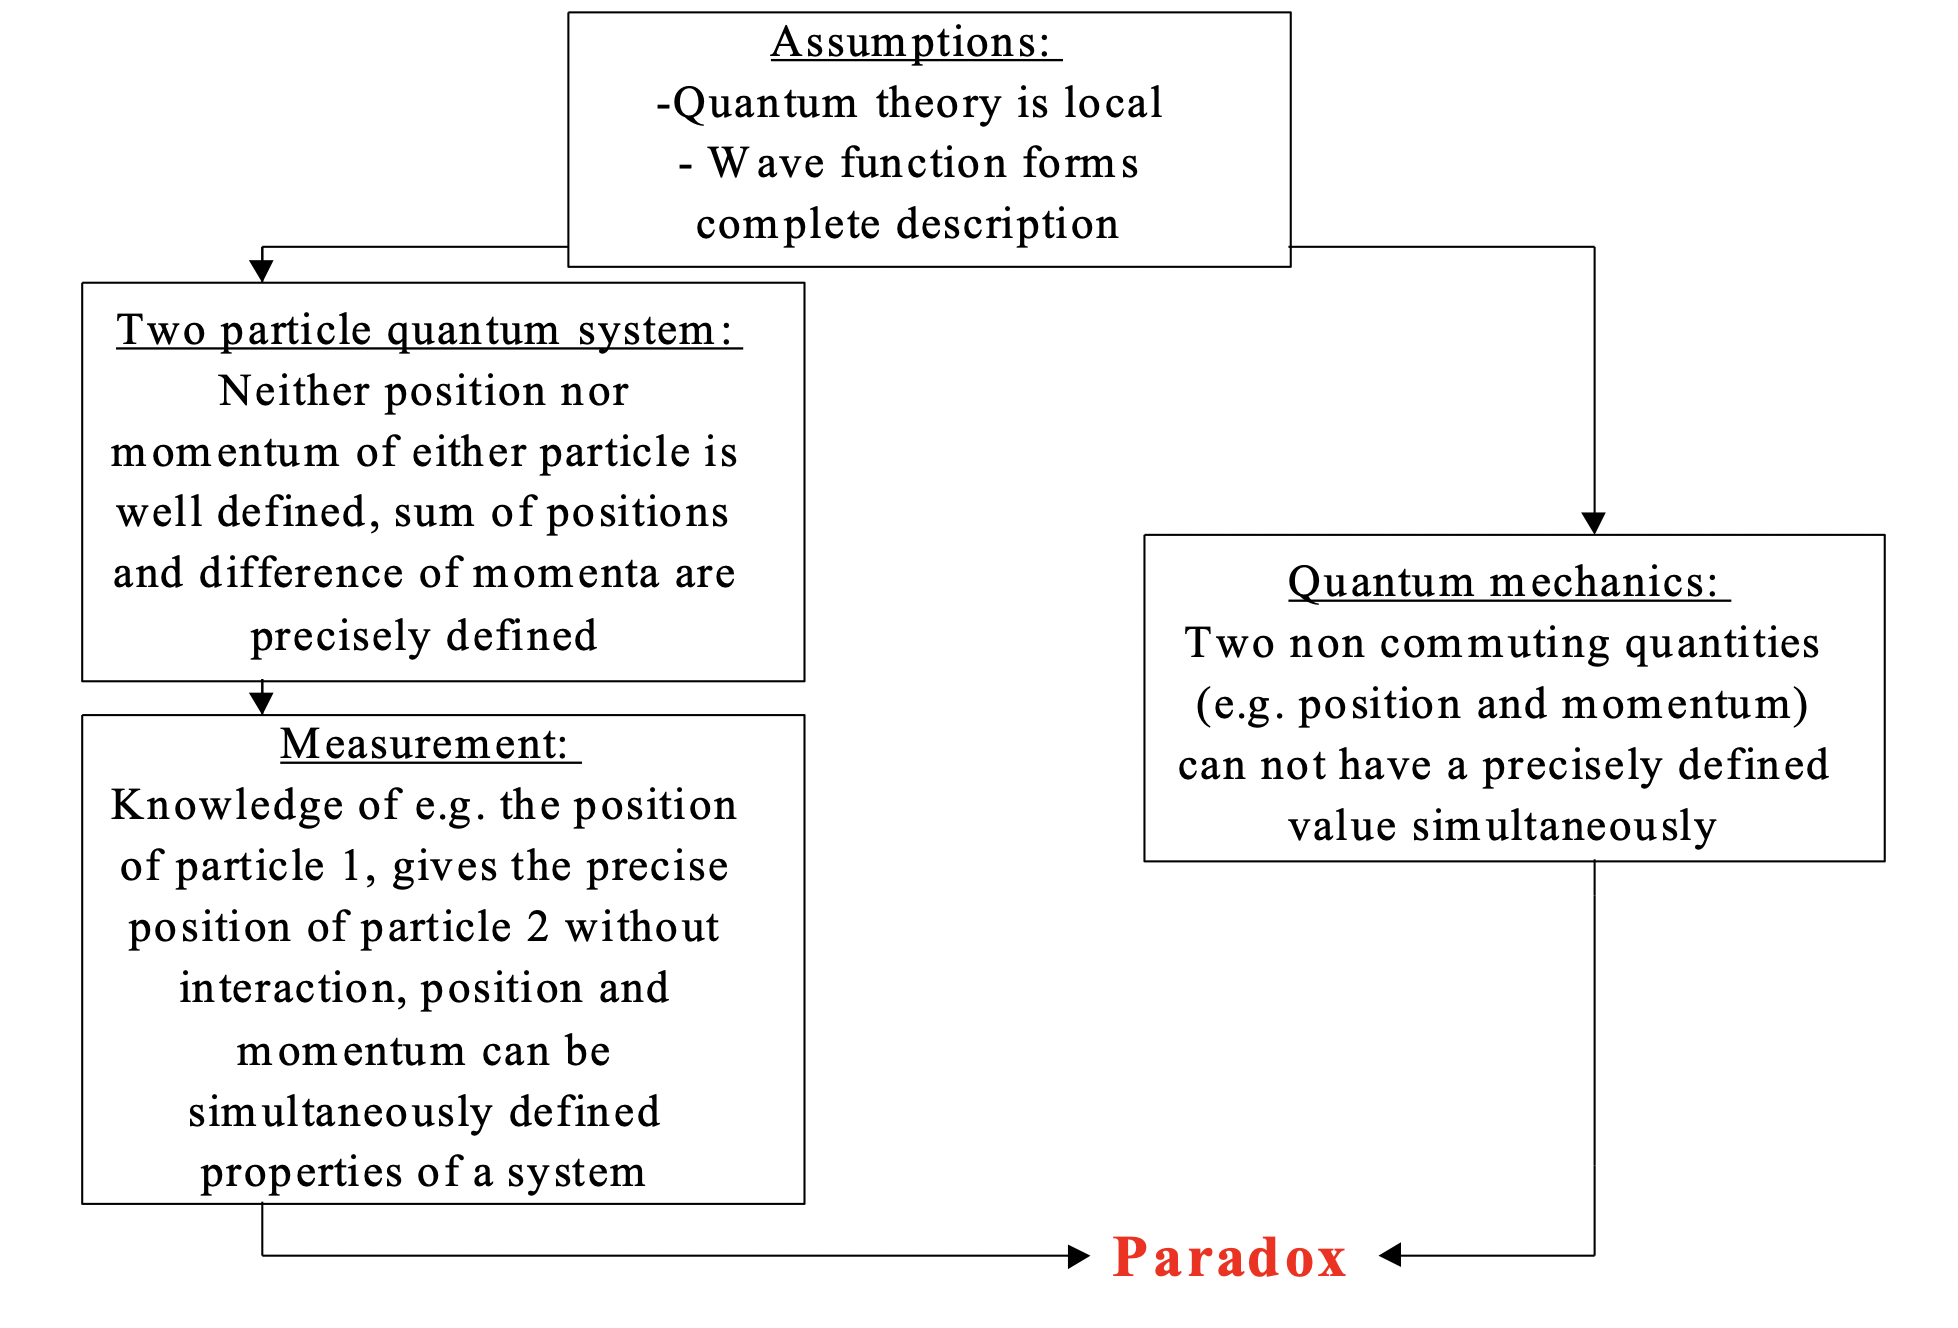 Assumptions:
-Quantum theory is local
- Wave function forms
complete description
Two particle quantum system:
Neither position nor
momentum of either particle is
well defined, sum of positions
and difference of momenta are
precisely defined
Measurement:
Knowledge of e.g. the position
of particle 1, gives the precise
position of particle 2 without
interaction, position and
momentum can be
simultaneously defined
properties of a system
Quantum mechanics:
Two non commuting quantities
(e.g. position and momentum)
can not have a precisely defined
value simultaneously
Paradox